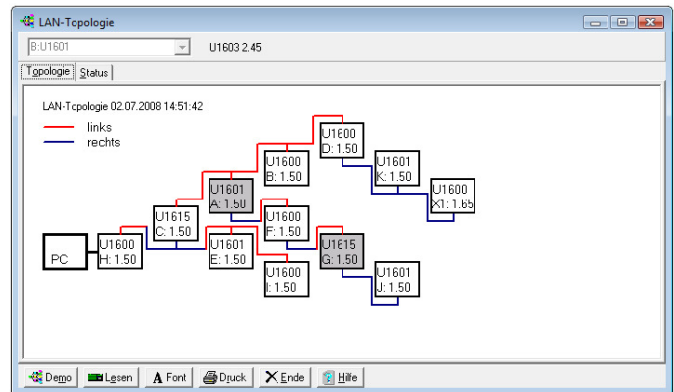 LAN-Tcpologie
B:U1601
U1603 2.45
Topologie
Status
LAN-Tcpologie 02.07.2008 14:51:42
links
rechts
U1600
D: 1.50
U1600
B: 1.50
U1601
K: 1.50
U1601
A: 1.50
U1600
X1: 1.65
U1615
C: 1.50
U1600
F: 1.50
PC
U1600
H: 1.50
U1601
E: 1.50
U1615
G: 1.50
U1600
I: 1.50
U1601
J: 1.50
Demo
Lesen
A Font
Druck
Ende
Hilfe